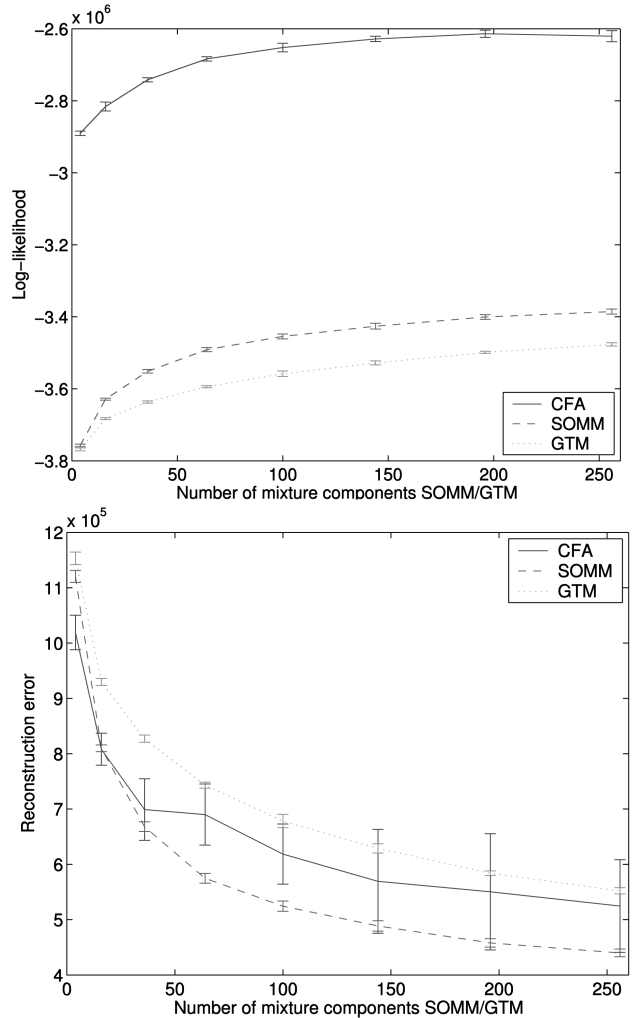 x 10^6
−2.6
−2.8
−3
−3.2
−3.4
−3.6
−3.8
Log−likelihood
CFA
SOMM
GTM
0 50 100 150 200 250
Number of mixture components SOMM/GTM
x 10^5
12
11
10
9
8
7
6
5
4
Reconstruction error
CFA
SOMM
GTM
0 50 100 150 200 250
Number of mixture components SOMM/GTM